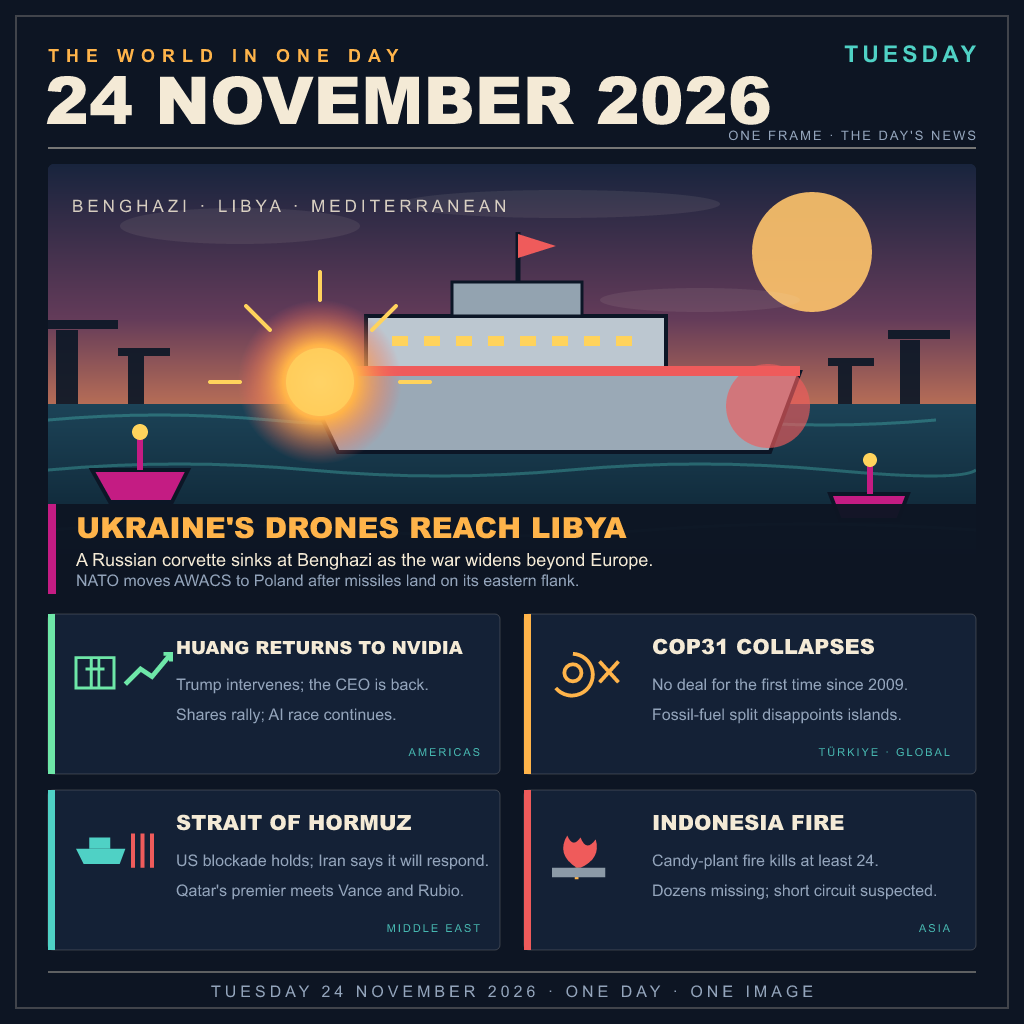 THE WORLD IN ONE DAY
TUESDAY
24 NOVEMBER 2026
ONE FRAME · THE DAY'S NEWS
BENGHAZI · LIBYA · MEDITERRANEAN
UKRAINE'S DRONES REACH LIBYA
A Russian corvette sinks at Benghazi as the war widens beyond Europe.
NATO moves AWACS to Poland after missiles land on its eastern flank.
HUANG RETURNS TO NVIDIA
Trump intervenes; the CEO is back.
Shares rally; AI race continues.
AMERICAS
COP31 COLLAPSES
No deal for the first time since 2009.
Fossil-fuel split disappoints islands.
TÜRKIYE · GLOBAL
STRAIT OF HORMUZ
US blockade holds; Iran says it will respond.
Qatar's premier meets Vance and Rubio.
MIDDLE EAST
INDONESIA FIRE
Candy-plant fire kills at least 24.
Dozens missing; short circuit suspected.
ASIA
TUESDAY 24 NOVEMBER 2026 · ONE DAY · ONE IMAGE